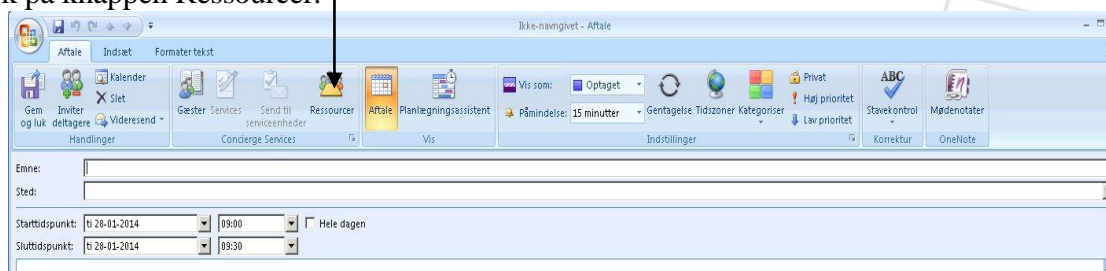 på knappen Ressourcer.
Ikke-navngivet - Aftale
Aftale Indsæt Formater tekst
Gem og luk
Inviter deltagere
Kalender
Slet
Videresend
Handlinger
Gæster
Services
Send til serviceenheder
Ressourcer
Concierge Services
Aftale
Planlægningsassistent
Vis
Vis som: Optaget
Påmindelse: 15 minutter
Gentagelse
Tidszoner
Kategoriser
Privat
Høj prioritet
Lav prioritet
Indstillinger
ABC
Stavekontrol
Korrektur
Mødenotater
OneNote
Emne:
Sted:
Starttidspunkt: ti 28-01-2014 09:00 Hele dagen
Sluttidspunkt: ti 28-01-2014 09:30